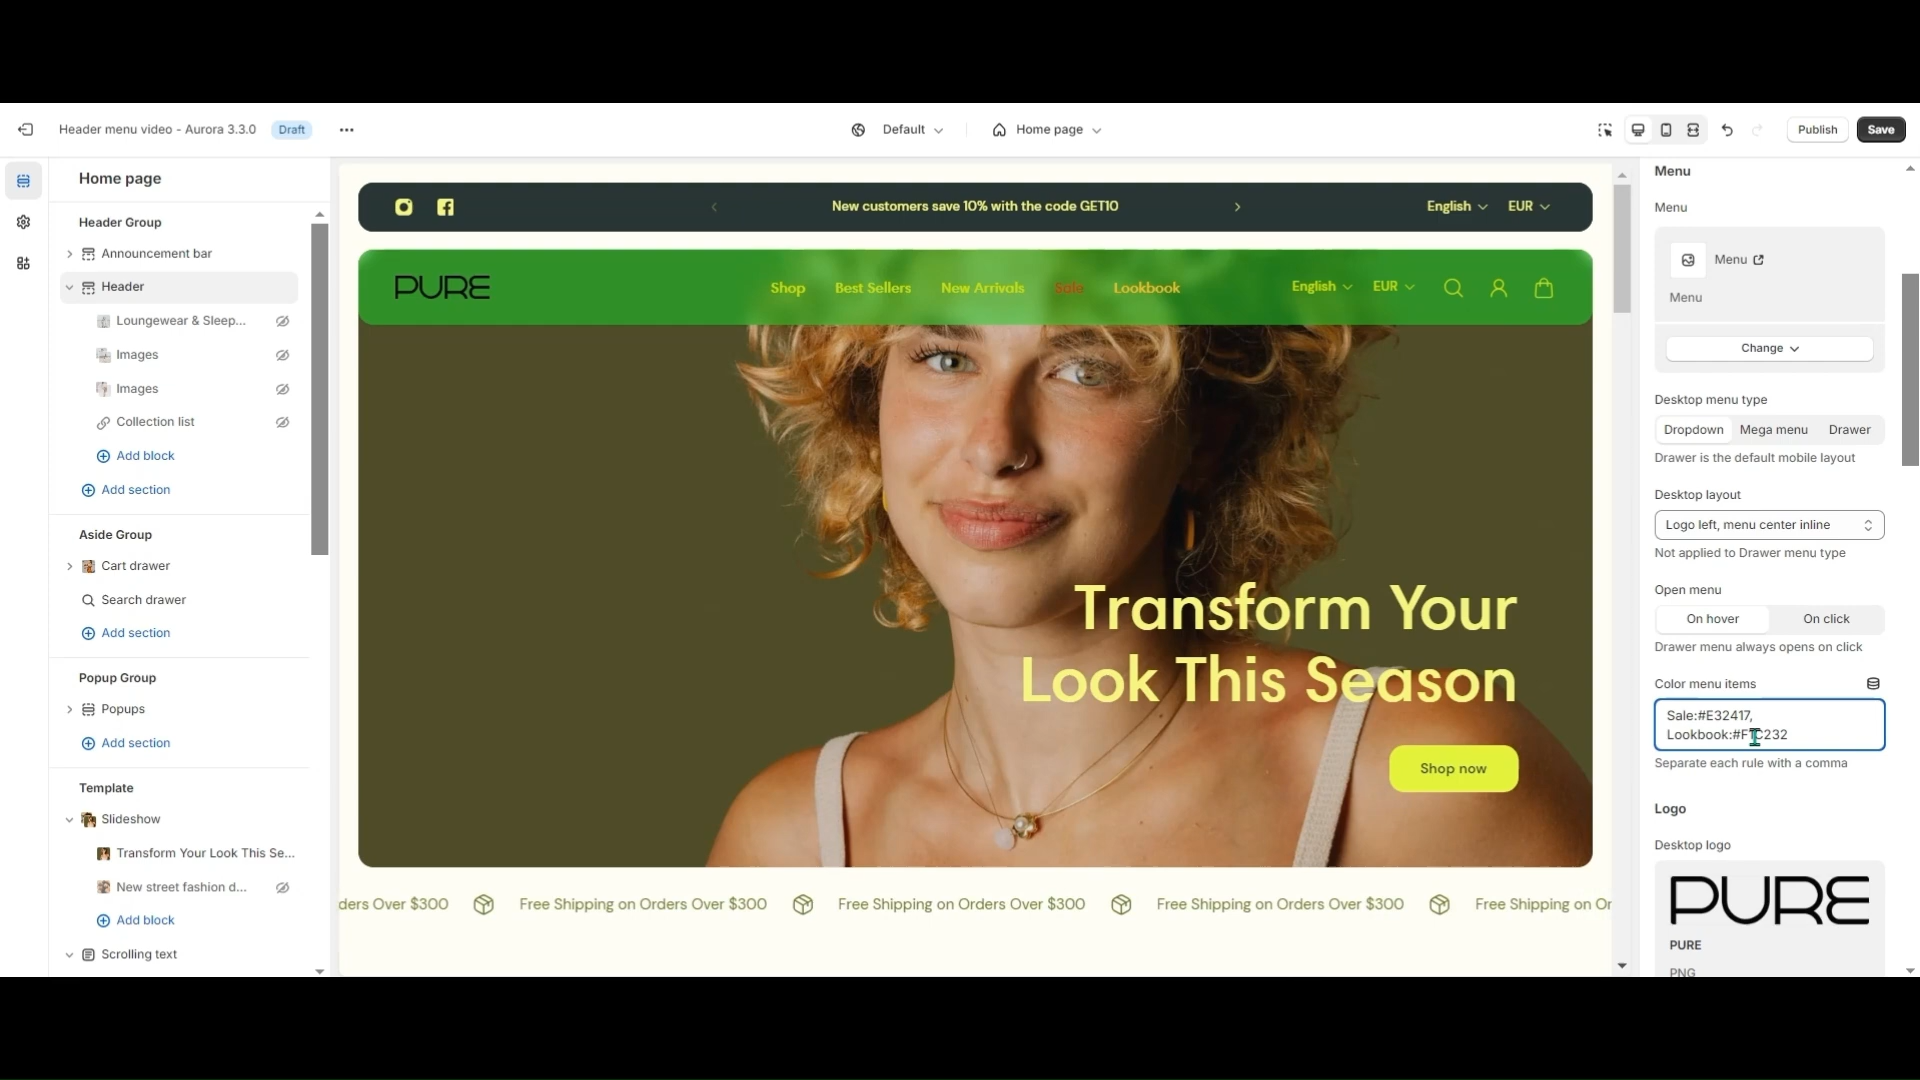 Header menu video - Aurora 3.3.0
Draft
Default
Home page
Publish
Save
Home page
Header Group
Announcement bar
Header
Loungewear & Sleep...
Images
Images
Collection list
Add block
Add section
Aside Group
Cart drawer
Search drawer
Add section
Popup Group
Popups
Add section
Template
Slideshow
Transform Your Look This Se...
New street fashion d...
Add block
Scrolling text
New customers save 10% with the code GET10
English
EUR
PURE
Shop
Best Sellers
New Arrivals
Sale
Lookbook
English
EUR
Transform Your
Look This Season
Shop now
ders Over $300
Free Shipping on Orders Over $300
Free Shipping on Orders Over $300
Free Shipping on Orders Over $300
Free Shipping on Or
Menu
Menu
Menu
Menu
Change
Desktop menu type
Dropdown
Mega menu
Drawer
Drawer is the default mobile layout
Desktop layout
Logo left, menu center inline
Not applied to Drawer menu type
Open menu
On hover
On click
Drawer menu always opens on click
Color menu items
Sale:#E32417,
Separate each rule with a comma
Logo
Desktop logo
PURE
PURE
PNG